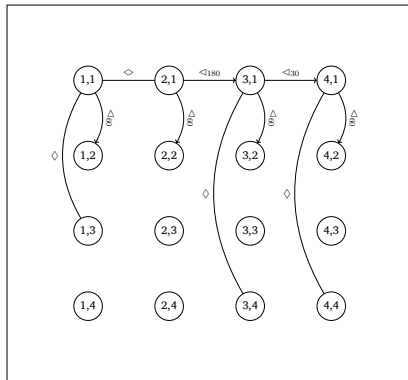 1,1 ◇ 2,1 ◁180 3,1 ◁30 4,1
◁ ◁ ◁ ◁
1,2 2,2 3,2 4,2
◇ ◇ ◇
1,3 2,3 3,3 4,3
1,4 2,4 3,4 4,4